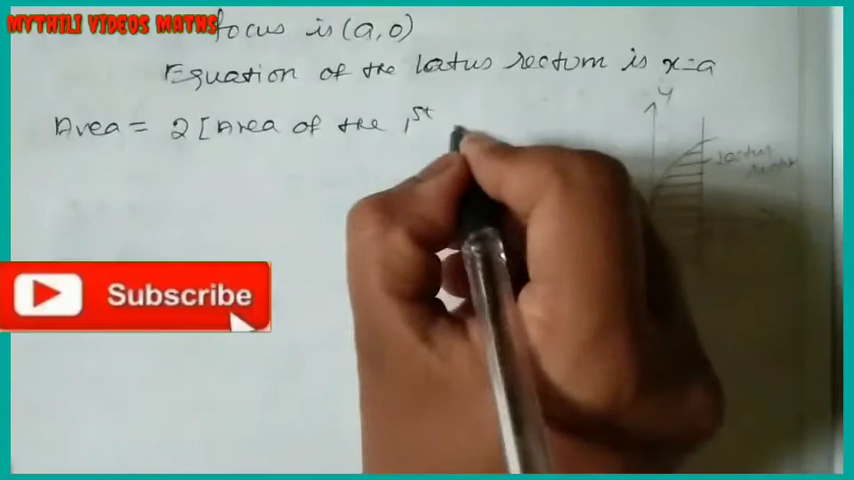 MYTHILI VIDEOS MATHS
focus is (a, 0)
Equation of the latus rectum is x=a
Area = 2 [Area of the 1st
Y
latus
Subscribe